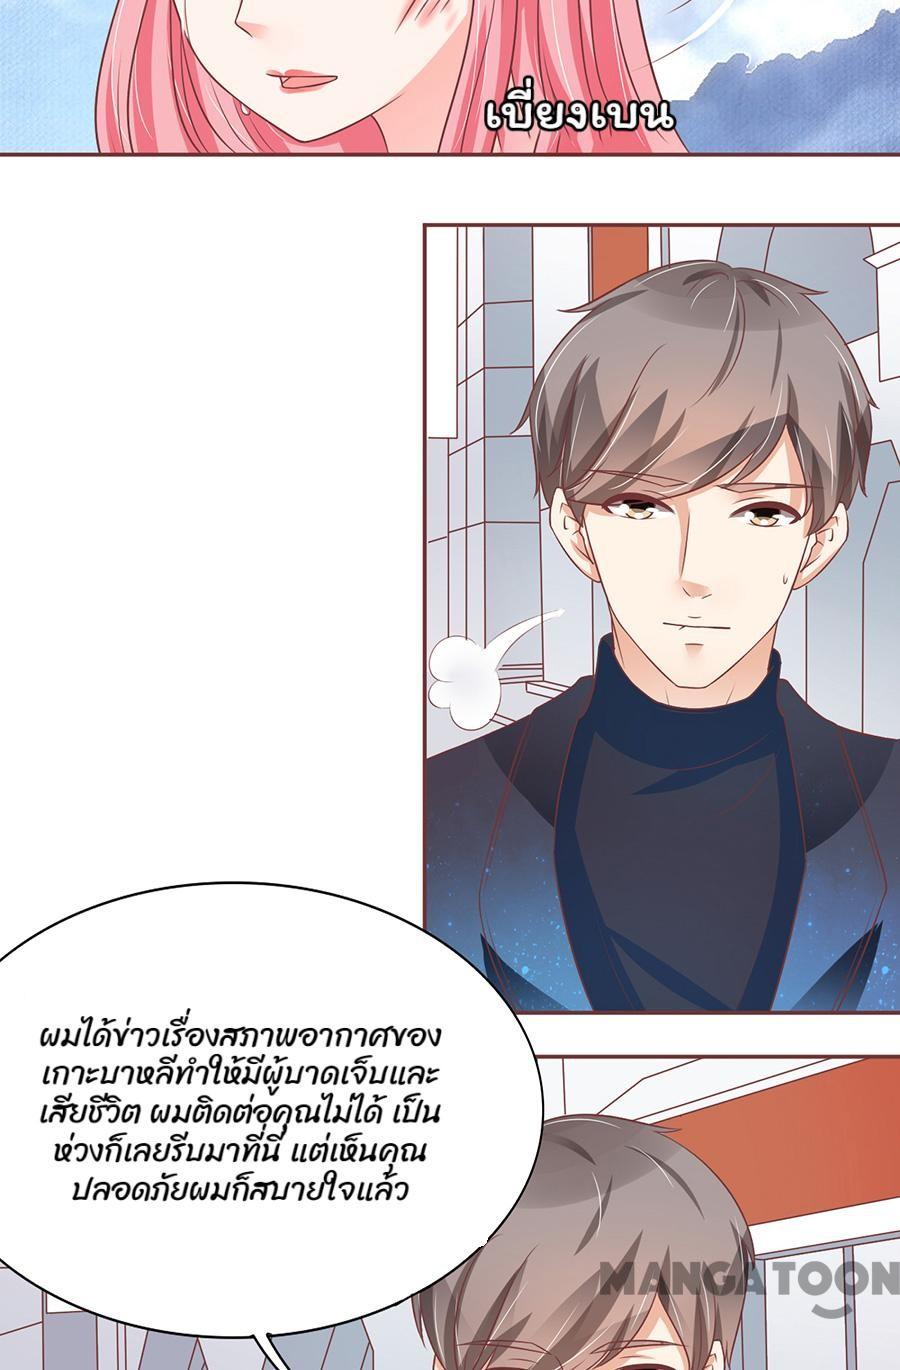 เบี่ยงเบน
ผมได้ข่าวเรื่องสภาพอากาศของ
เกาะบาหลีทำให้มีผู้บาดเจ็บและ
เสียชีวิต ผมติดต่อคุณไม่ได้ เป็น
ห่วงก็เลยรีบมาที่นี่ แต่เห็นคุณ
ปลอดภัยผมก็สบายใจแล้ว
MANGATOON